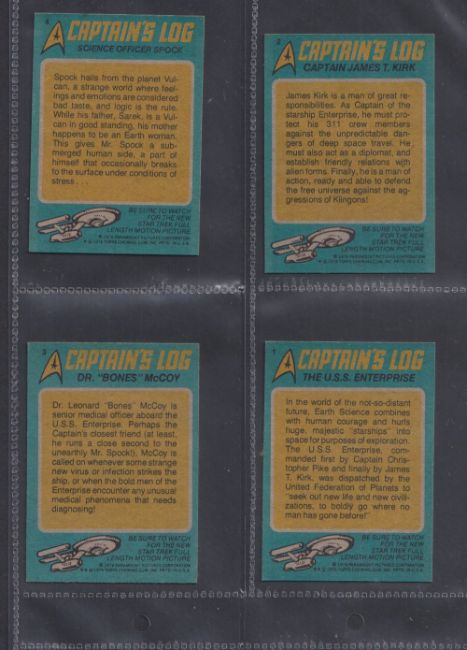 4
CAPTAIN'S LOG
SCIENCE OFFICER SPOCK
Spock hails from the planet Vul-
can, a strange world where feel-
ings and emotions are considered
bad taste, and logic is the rule.
While his father, Sarek, is a Vul-
can in good standing, his mother
happens to be an Earth woman.
This gives Mr. Spock a sub-
merged human side, a part of
himself that occasionally breaks
to the surface under conditions of
stress . . .
BE SURE TO WATCH
FOR THE NEW
STAR TREK FULL
LENGTH MOTION PICTURE
2
CAPTAIN'S LOG
CAPTAIN JAMES T. KIRK
James Kirk is a man of great re-
sponsibilities. As Captain of the
starship Enterprise, he must pro-
tect his 311 crew members
against the unpredictable dan-
gers of deep space travel. He
must also act as a diplomat, and
establish friendly relations with
alien forms. Finally, he is a man of
action, ready and able to defend
the free universe against the ag-
gressions of Klingons!
BE SURE TO WATCH
FOR THE NEW
STAR TREK FULL
LENGTH MOTION PICTURE
3
CAPTAIN'S LOG
DR. "BONES" McCOY
Dr. Leonard "Bones" McCoy is
senior medical officer aboard the
U.S.S. Enterprise. Perhaps the
Captain's closest friend (at least,
he runs a close second to the
unearthly Mr. Spock!), McCoy is
called on whenever some strange
new virus or infection strikes the
ship, or when the bold men of the
Enterprise encounter any unusual
medical phenomena that needs
diagnosing!
BE SURE TO WATCH
FOR THE NEW
STAR TREK FULL
LENGTH MOTION PICTURE
1
CAPTAIN'S LOG
THE U.S.S. ENTERPRISE
In the world of the not-so-distant
future, Earth Science combines
with human courage and hurls
huge, majestic "starships" into
space for purposes of exploration.
The U.S.S. Enterprise, com-
manded first by Captain Chris-
topher Pike and finally by James
T. Kirk, was dispatched by the
United Federation of Planets to
"seek out new life and new civil-
izations, to boldly go where no
man has gone before!"
BE SURE TO WATCH
FOR THE NEW
STAR TREK FULL
LENGTH MOTION PICTURE